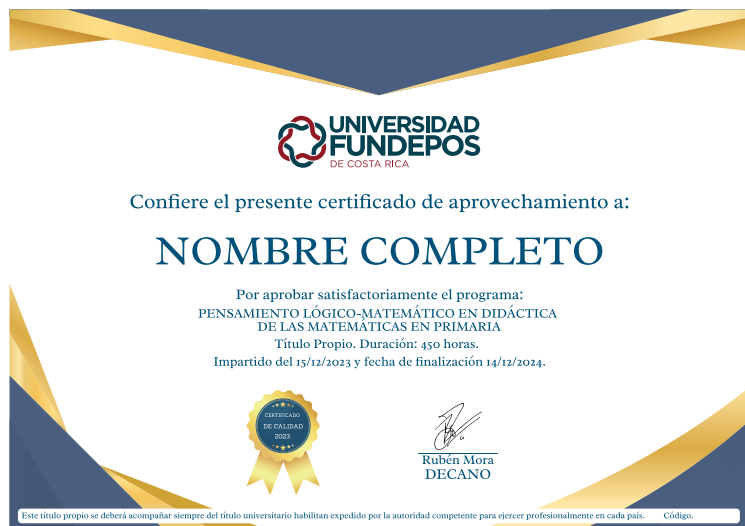 UNIVERSIDAD
FUNDEPOS
DE COSTA RICA
Confiere el presente certificado de aprovechamiento a:
NOMBRE COMPLETO
Por aprobar satisfactoriamente el programa:
PENSAMIENTO LÓGICO-MATEMÁTICO EN DIDÁCTICA
DE LAS MATEMÁTICAS EN PRIMARIA
Título Propio. Duración: 450 horas.
Impartido del 15/12/2023 y fecha de finalización 14/12/2024.
CERTIFICADO
DE CALIDAD
2023
Rubén Mora
DECANO
Este título propio se deberá acompañar siempre del título universitario habilitan expedido por la autoridad competente para ejercer profesionalmente en cada país. Código.